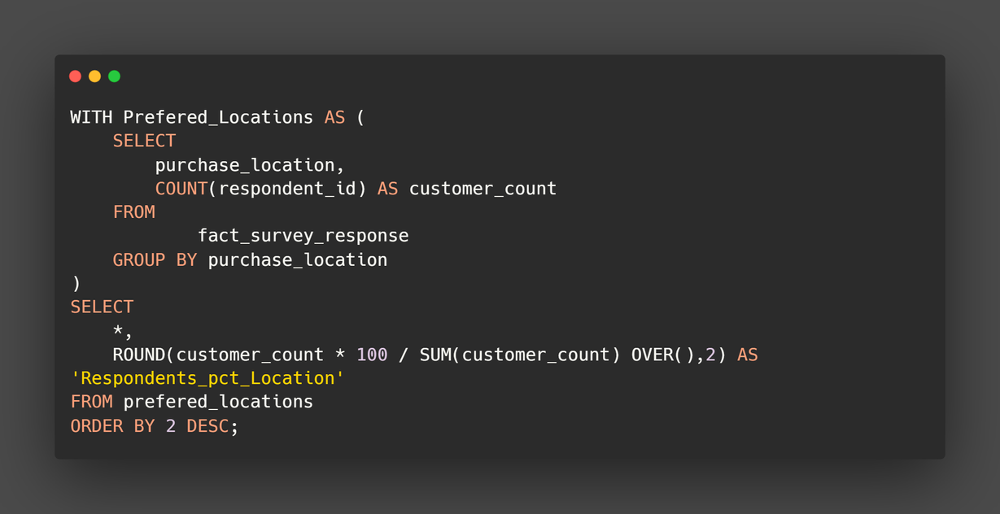 WITH Prefered_Locations AS (
    SELECT
        purchase_location,
        COUNT(respondent_id) AS customer_count
    FROM
            fact_survey_response
    GROUP BY purchase_location
)
SELECT
    *,
    ROUND(customer_count * 100 / SUM(customer_count) OVER(),2) AS
'Respondents_pct_Location'
FROM prefered_locations
ORDER BY 2 DESC;